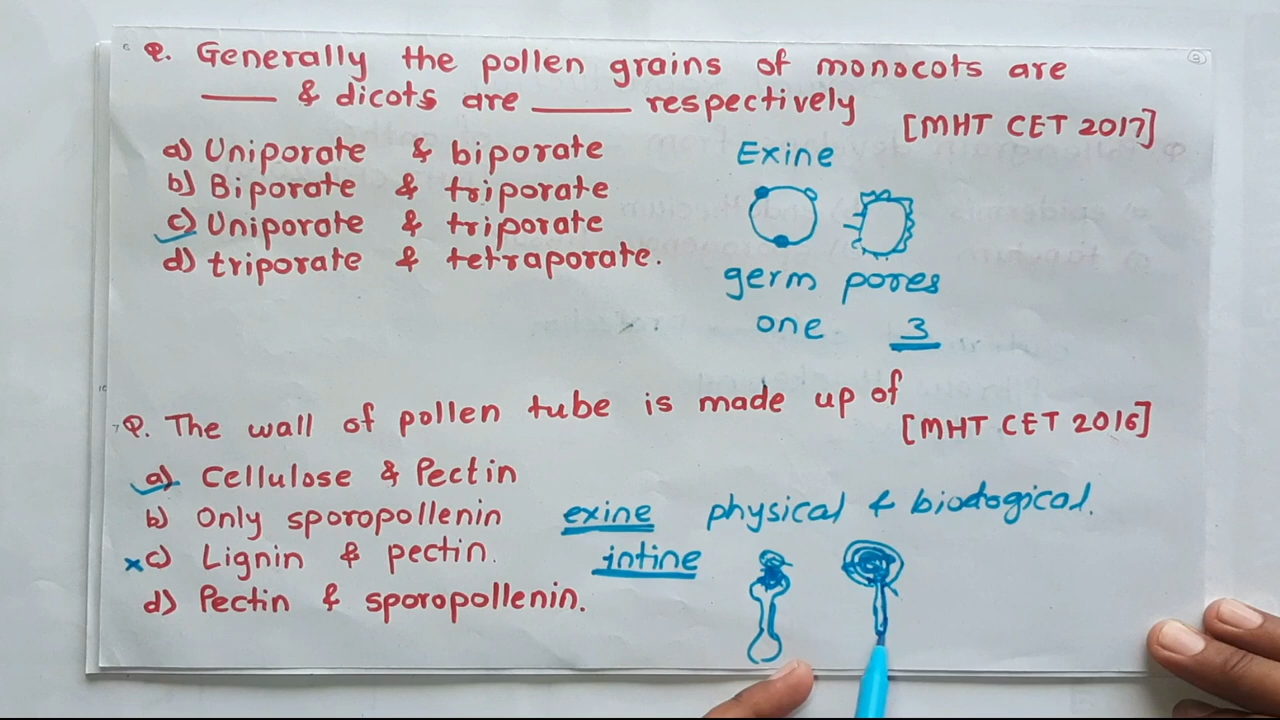 Q. Generally the pollen grains of monocots are
____ & dicots are ____ respectively
[MHT CET 2017]
a) Uniporate & biporate
b) Biporate & triporate
c) Uniporate & triporate
d) triporate & tetraporate.
Exine
germ pores
one 3
Q. The wall of pollen tube is made up of
[MHT CET 2016]
a) Cellulose & Pectin
b) Only sporopollenin
c) Lignin & pectin.
d) Pectin & sporopollenin.
exine physical & biological.
intine